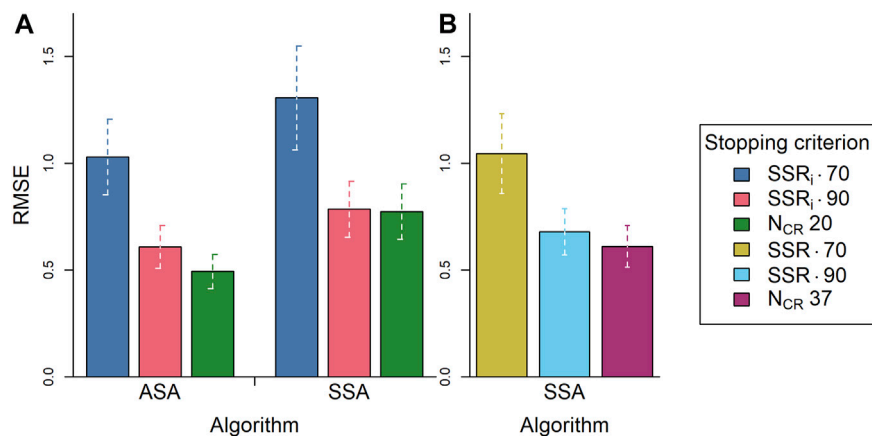 A
B
1.5
1.0
0.5
0.0
RMSE
ASA
SSA
Algorithm
1.5
1.0
0.5
0.0
SSA
Algorithm
Stopping criterion
SSRi · 70
SSRi · 90
NCR 20
SSR · 70
SSR · 90
NCR 37